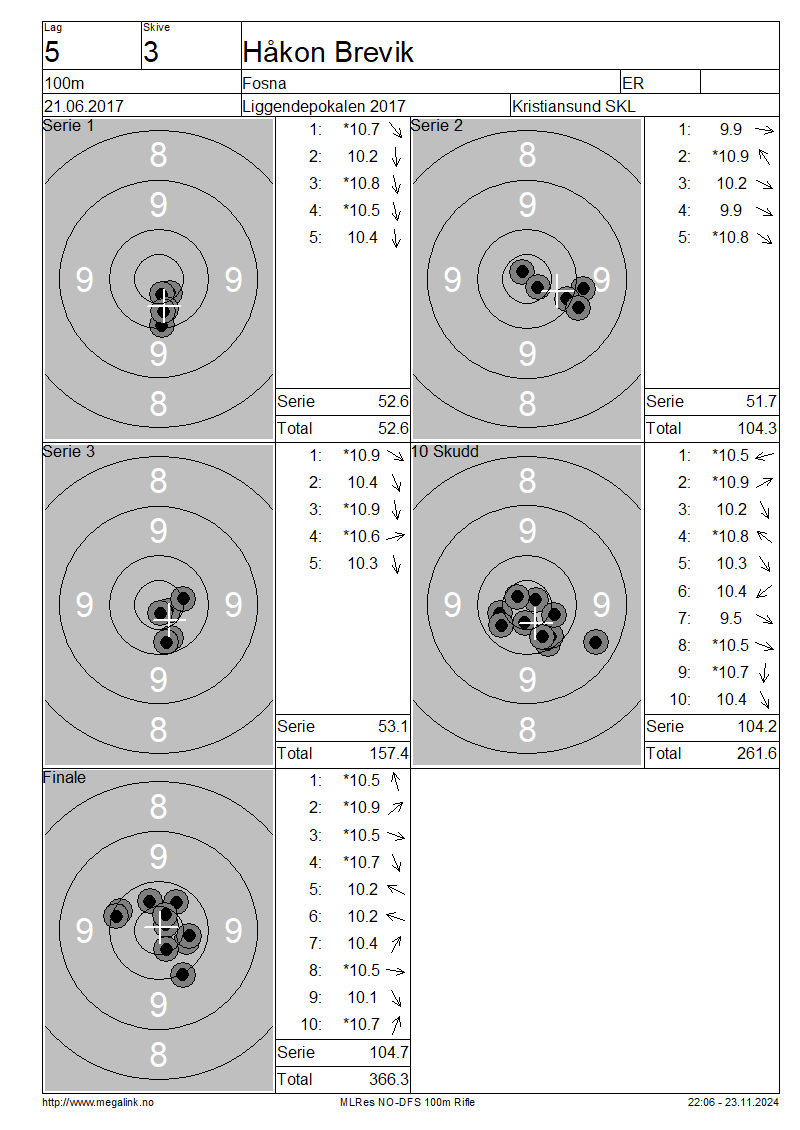 Lag
Skive
5
3
Håkon Brevik
100m
Fosna
ER
21.06.2017
Liggendepokalen 2017
Kristiansund SKL
Serie 1
8
9
9
9
9
8
1: *10.7
2: 10.2
3: *10.8
4: *10.5
5: 10.4
Serie 52.6
Total 52.6
Serie 2
8
9
9
9
9
8
1: 9.9
2: *10.9
3: 10.2
4: 9.9
5: *10.8
Serie 51.7
Total 104.3
Serie 3
8
9
9
9
9
8
1: *10.9
2: 10.4
3: *10.9
4: *10.6
5: 10.3
Serie 53.1
Total 157.4
10 Skudd
8
9
9
9
9
8
1: *10.5
2: *10.9
3: 10.2
4: *10.8
5: 10.3
6: 10.4
7: 9.5
8: *10.5
9: *10.7
10: 10.4
Serie 104.2
Total 261.6
Finale
8
9
9
9
9
8
1: *10.5
2: *10.9
3: *10.5
4: *10.7
5: 10.2
6: 10.2
7: 10.4
8: *10.5
9: 10.1
10: *10.7
Serie 104.7
Total 366.3
http://www.megalink.no
MLRes NO-DFS 100m Rifle
22:06 - 23.11.2024